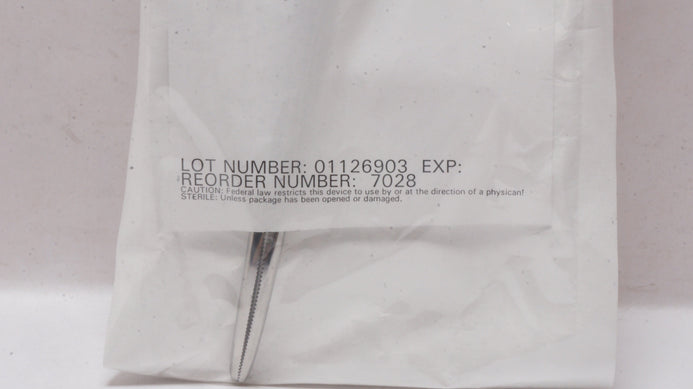 LOT NUMBER: 01126903 EXP:
REORDER NUMBER: 7028
CAUTION: Federal law restricts this device to use by or at the direction of a physican!
STERILE: Unless package has been opened or damaged.